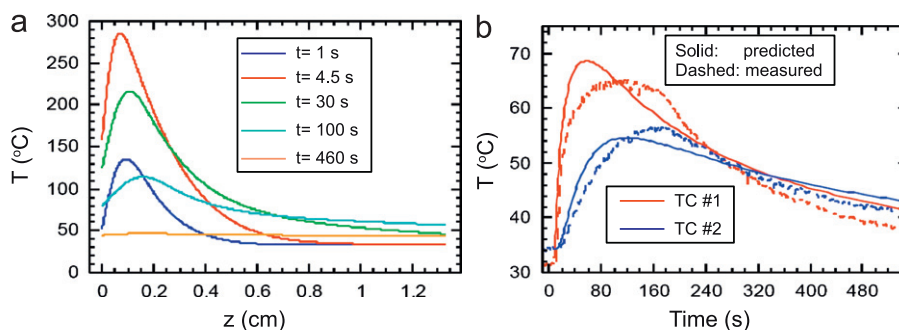 a
300
250
200
150
100
50
0
T (°C)
0
0.2
0.4
0.6
0.8
1
1.2
z (cm)
t= 1 s
t= 4.5 s
t= 30 s
t= 100 s
t= 460 s
b
70
60
50
40
30
T (°C)
0
80
160
240
320
400
480
Time (s)
Solid: predicted
Dashed: measured
TC #1
TC #2